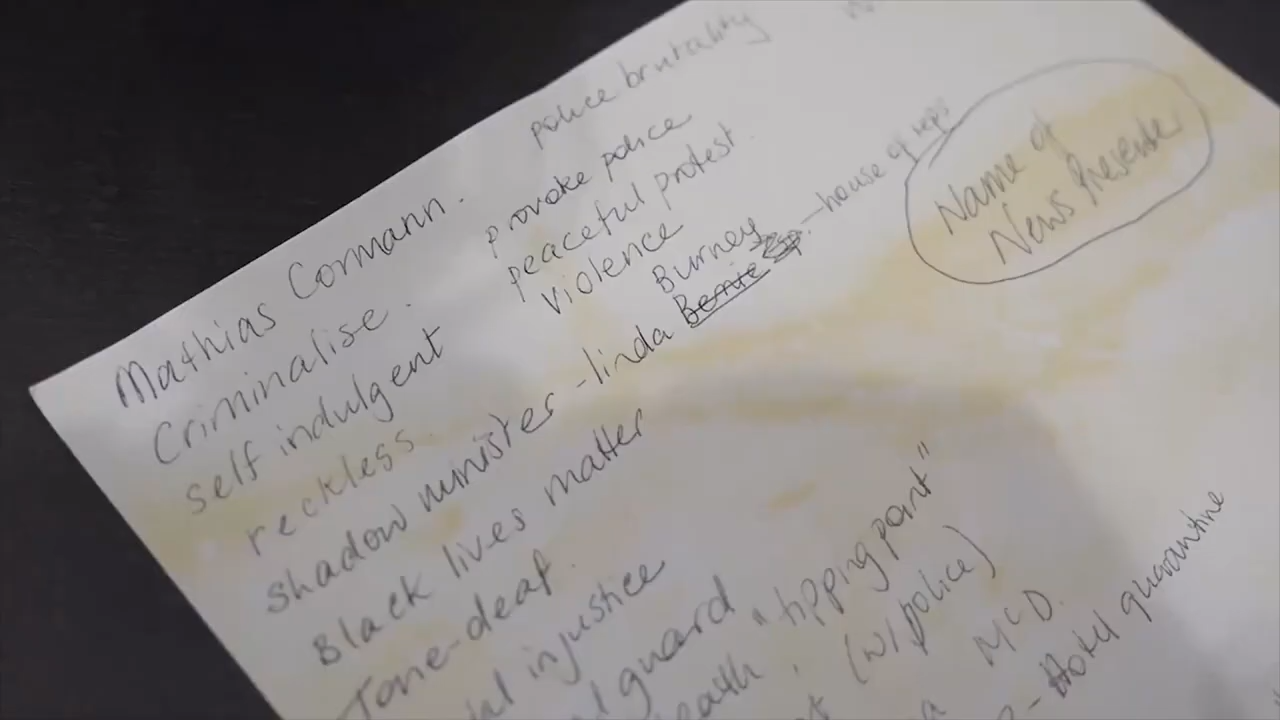 police brutality
provoke police
peaceful protest.
violence
Mathias Cormann.
Criminalise.
self indulgent
reckless.
shadow minister - linda Burney - house of reps
Black lives matter
Tone-deaf.
injustice
guard "tipping point"
(w/police)
McD.
- Hotel quarantine
Name of
News Presenter